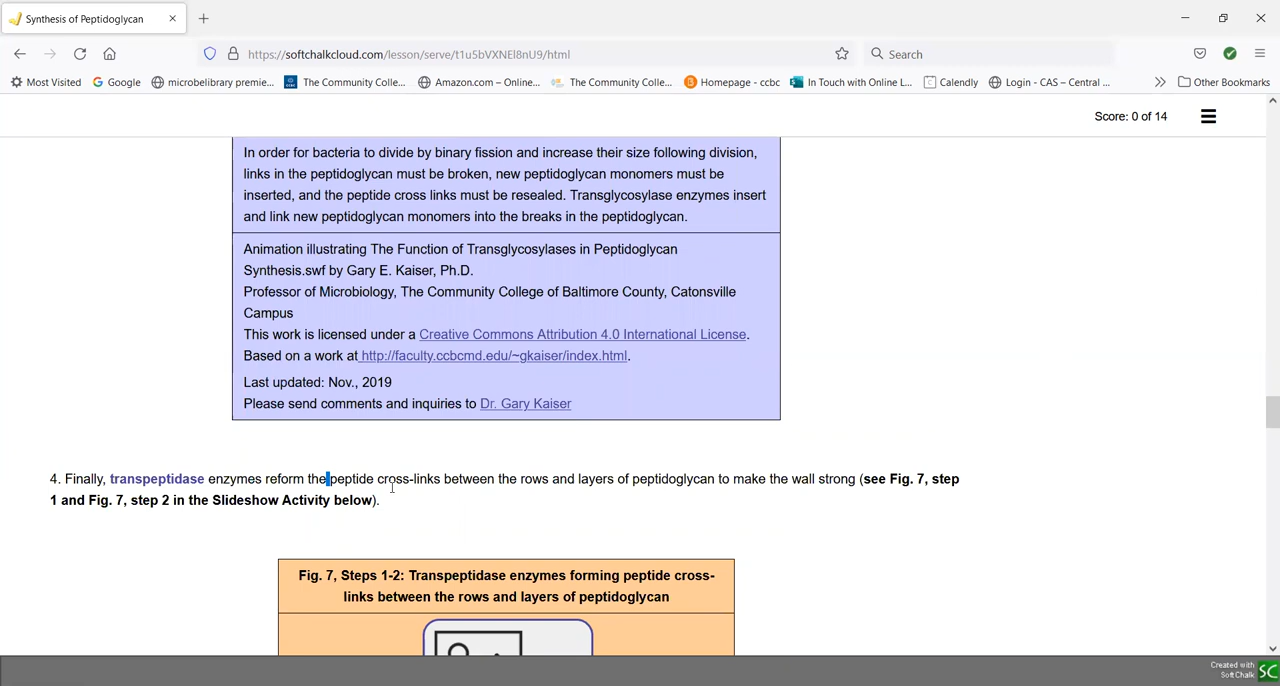 Synthesis of Peptidoglycan
https://softchalkcloud.com/lesson/serve/t1u5bVXNEl8nU9/html
Search
Most Visited Google microbelibrary premie... The Community Colle... Amazon.com – Online... The Community Colle... Homepage - ccbc In Touch with Online L... Calendly Login - CAS – Central ... Other Bookmarks
Score: 0 of 14
In order for bacteria to divide by binary fission and increase their size following division,
links in the peptidoglycan must be broken, new peptidoglycan monomers must be
inserted, and the peptide cross links must be resealed. Transglycosylase enzymes insert
and link new peptidoglycan monomers into the breaks in the peptidoglycan.
Animation illustrating The Function of Transglycosylases in Peptidoglycan
Synthesis.swf by Gary E. Kaiser, Ph.D.
Professor of Microbiology, The Community College of Baltimore County, Catonsville
Campus
This work is licensed under a Creative Commons Attribution 4.0 International License.
Based on a work at http://faculty.ccbcmd.edu/~gkaiser/index.html.
Last updated: Nov., 2019
Please send comments and inquiries to Dr. Gary Kaiser
4. Finally, transpeptidase enzymes reform the peptide cross-links between the rows and layers of peptidoglycan to make the wall strong (see Fig. 7, step
1 and Fig. 7, step 2 in the Slideshow Activity below).
Fig. 7, Steps 1-2: Transpeptidase enzymes forming peptide cross-
links between the rows and layers of peptidoglycan
Created with
SoftChalk
SC